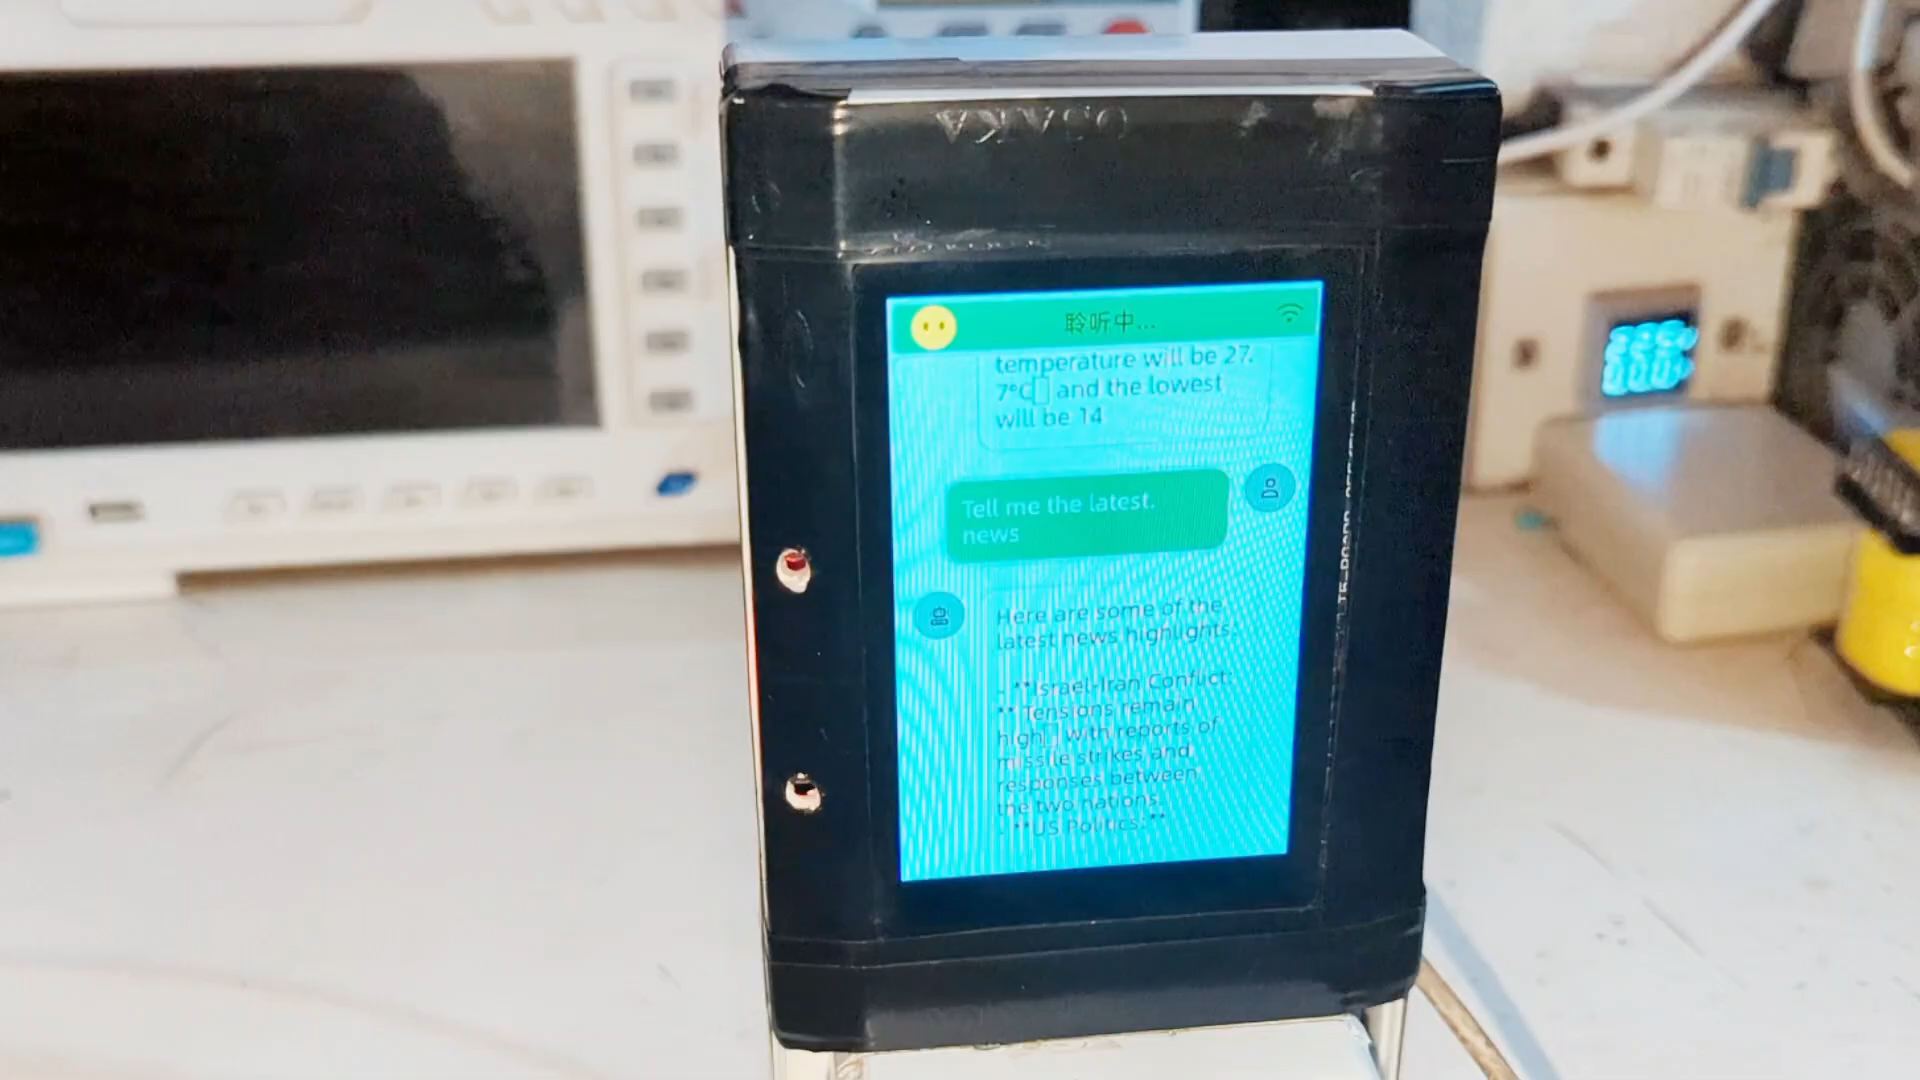 OSAKA
聆听中...
temperature will be 27.
7°C▯ and the lowest
will be 14
Tell me the latest.
news
Here are some of the
latest news highlights:
- **Israel-Iran Conflict:
** Tensions remain
high▯ with reports of
missile strikes and
responses between
the two nations.
- **US Politics:**